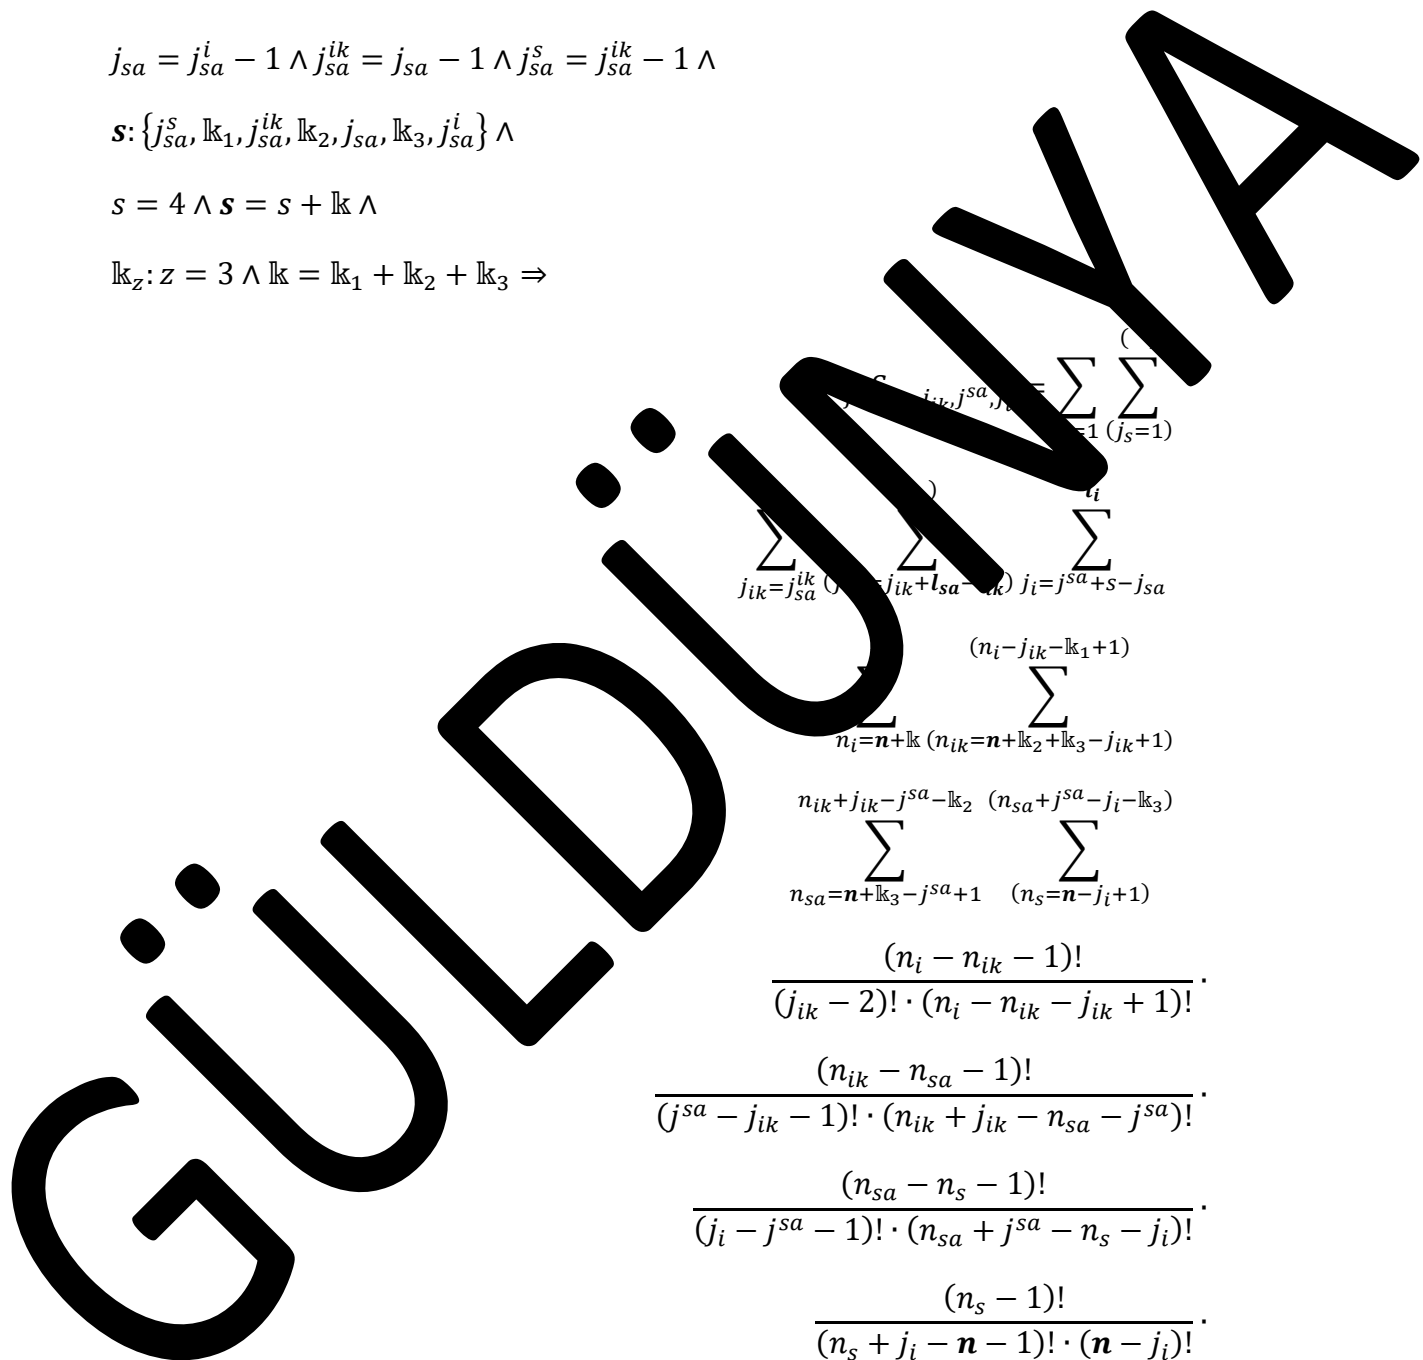 j_{sa} = j_{sa}^{i} − 1 ∧ j_{sa}^{ik} = j_{sa} − 1 ∧ j_{sa}^{s} = j_{sa}^{ik} − 1 ∧
s: {j_{sa}^{s}, 𝕜_1, j_{sa}^{ik}, 𝕜_2, j_{sa}, 𝕜_3, j_{sa}^{i}} ∧
s = 4 ∧ s = s + 𝕜 ∧
𝕜_z: z = 3 ∧ 𝕜 = 𝕜_1 + 𝕜_2 + 𝕜_3 ⇒
j^{sa} = ∑ ∑_{(j_s=1)}
∑_{j_{ik}=j_{sa}^{ik}} ∑ ∑_{j_i=j^{sa}+s−j_{sa}}
∑_{n_i=n+𝕜} ∑_{(n_{ik}=n+𝕜_2+𝕜_3−j_{ik}+1)}^{(n_i−j_{ik}−𝕜_1+1)}
∑_{n_{sa}=n+𝕜_3−j^{sa}+1}^{n_{ik}+j_{ik}−j^{sa}−𝕜_2} ∑_{(n_s=n−j_i+1)}^{(n_{sa}+j^{sa}−j_i−𝕜_3)}
(n_i − n_{ik} − 1)!
(j_{ik} − 2)! · (n_i − n_{ik} − j_{ik} + 1)! ·
(n_{ik} − n_{sa} − 1)!
(j^{sa} − j_{ik} − 1)! · (n_{ik} + j_{ik} − n_{sa} − j^{sa})! ·
(n_{sa} − n_s − 1)!
(j_i − j^{sa} − 1)! · (n_{sa} + j^{sa} − n_s − j_i)! ·
(n_s − 1)!
(n_s + j_i − n − 1)! · (n − j_i)! ·
GÜLDÜNYA